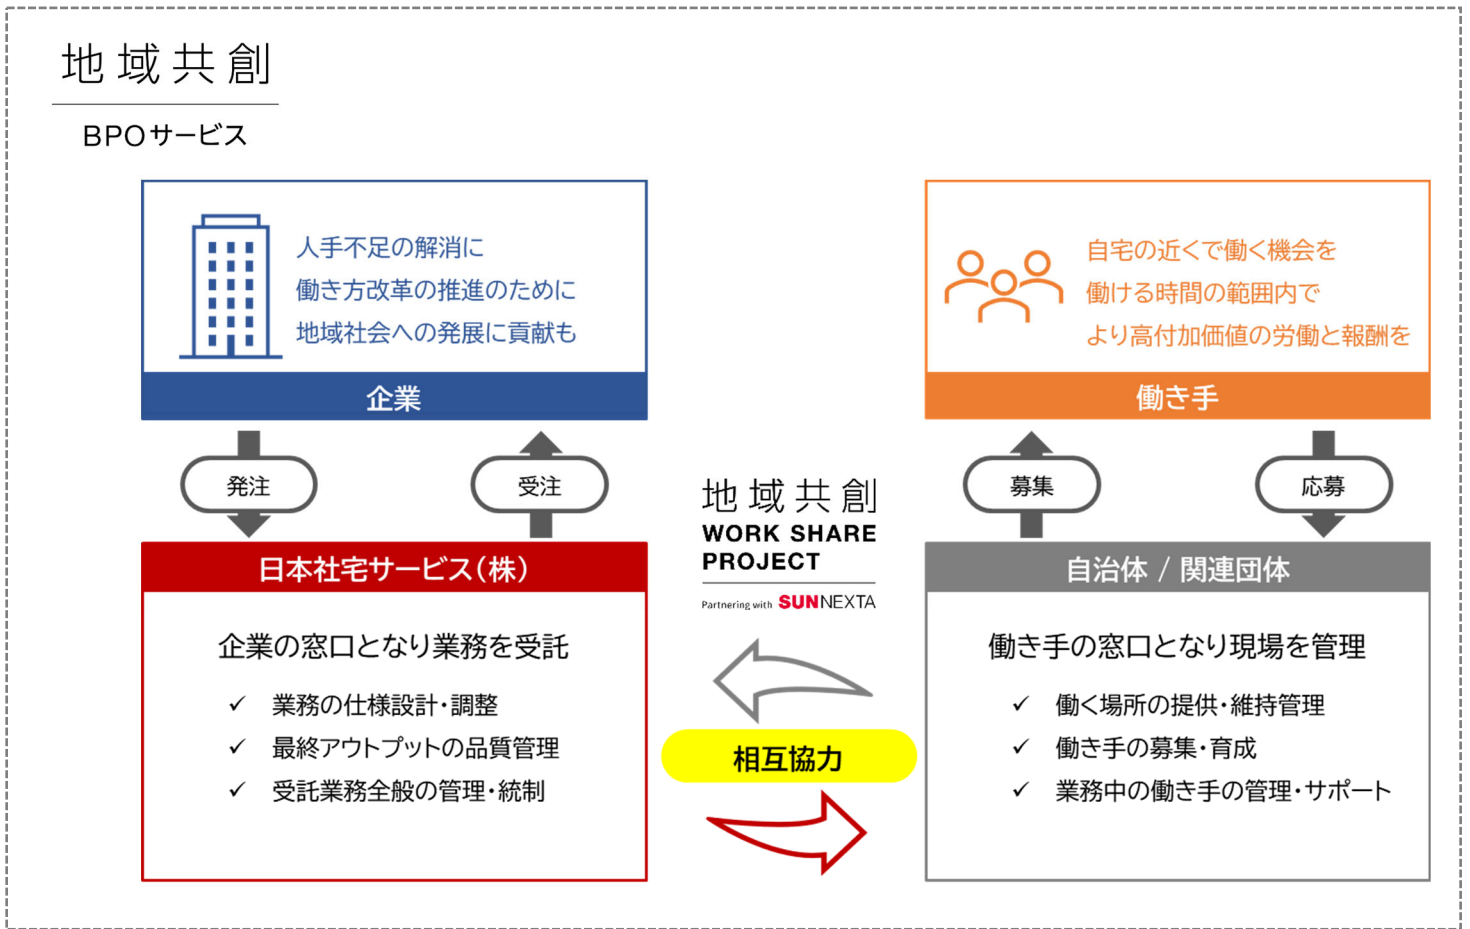 地域共創
BPOサービス
人手不足の解消に
働き方改革の推進のために
地域社会への発展に貢献も
企業
自宅の近くで働く機会を
働ける時間の範囲内で
より高付加価値の労働と報酬を
働き手
発注
受注
募集
応募
地域共創
WORK SHARE
PROJECT
Partnering with SUNNEXTA
日本社宅サービス(株)
企業の窓口となり業務を受託
✓ 業務の仕様設計・調整
✓ 最終アウトプットの品質管理
✓ 受託業務全般の管理・統制
相互協力
自治体 / 関連団体
働き手の窓口となり現場を管理
✓ 働く場所の提供・維持管理
✓ 働き手の募集・育成
✓ 業務中の働き手の管理・サポート